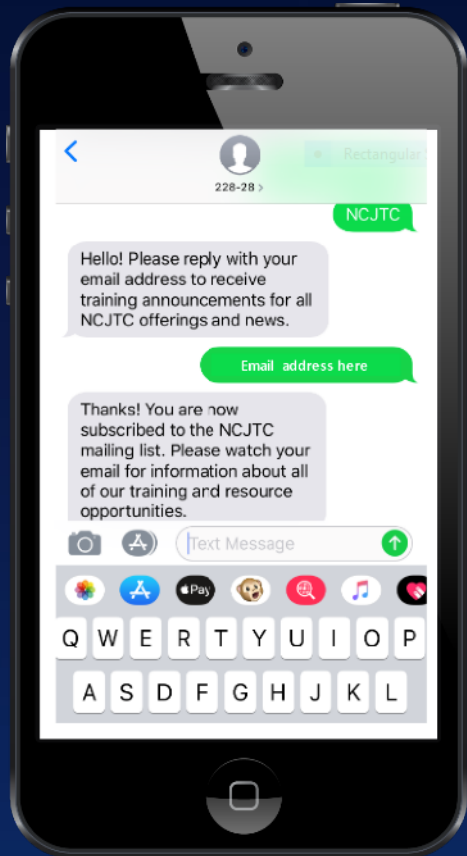 Rectangular
228-28 >
NCJTC
Hello! Please reply with your
email address to receive
training announcements for all
NCJTC offerings and news.
Email address here
Thanks! You are now
subscribed to the NCJTC
mailing list. Please watch your
email for information about all
of our training and resource
opportunities.
Text Message
Pay
Q W E R T Y U I O P
A S D F G H J K L